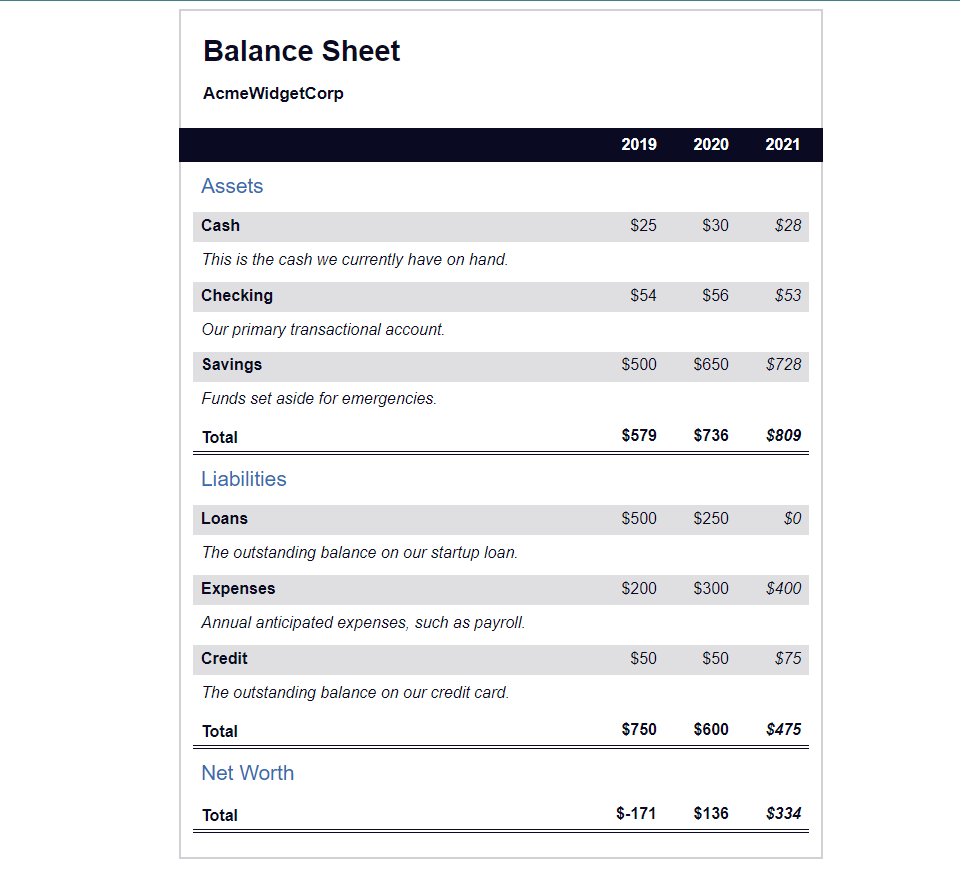 Balance Sheet
AcmeWidgetCorp
2019 2020 2021
Assets
Cash $25 $30 $28
This is the cash we currently have on hand.
Checking $54 $56 $53
Our primary transactional account.
Savings $500 $650 $728
Funds set aside for emergencies.
Total $579 $736 $809
Liabilities
Loans $500 $250 $0
The outstanding balance on our startup loan.
Expenses $200 $300 $400
Annual anticipated expenses, such as payroll.
Credit $50 $50 $75
The outstanding balance on our credit card.
Total $750 $600 $475
Net Worth
Total $-171 $136 $334